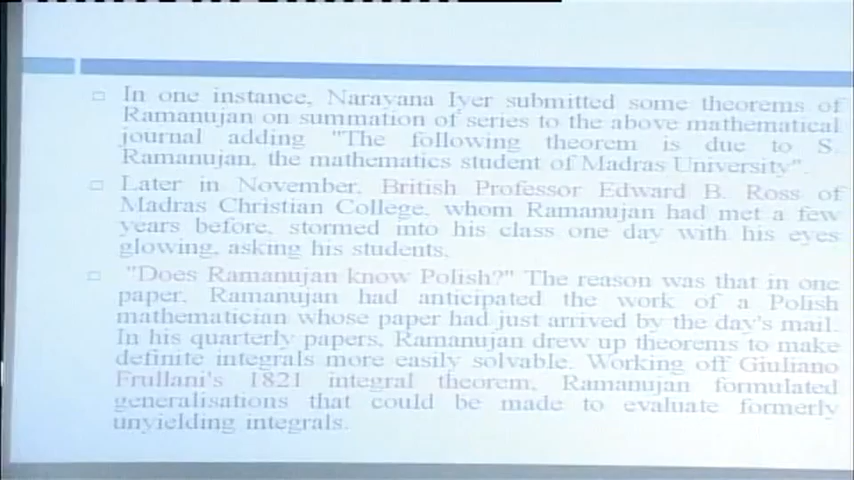 □ In one instance, Narayana Iyer submitted some theorems of
Ramanujan on summation of series to the above mathematical
journal adding "The following theorem is due to S.
Ramanujan, the mathematics student of Madras University".
□ Later in November, British Professor Edward B. Ross of
Madras Christian College, whom Ramanujan had met a few
years before, stormed into his class one day with his eyes
glowing, asking his students,
□ "Does Ramanujan know Polish?" The reason was that in one
paper, Ramanujan had anticipated the work of a Polish
mathematician whose paper had just arrived by the day's mail.
In his quarterly papers, Ramanujan drew up theorems to make
definite integrals more easily solvable. Working off Giuliano
Frullani's 1821 integral theorem, Ramanujan formulated
generalisations that could be made to evaluate formerly
unyielding integrals.